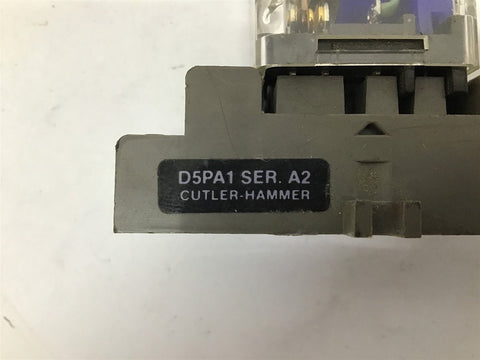 D5PA1 SER. A2
CUTLER-HAMMER